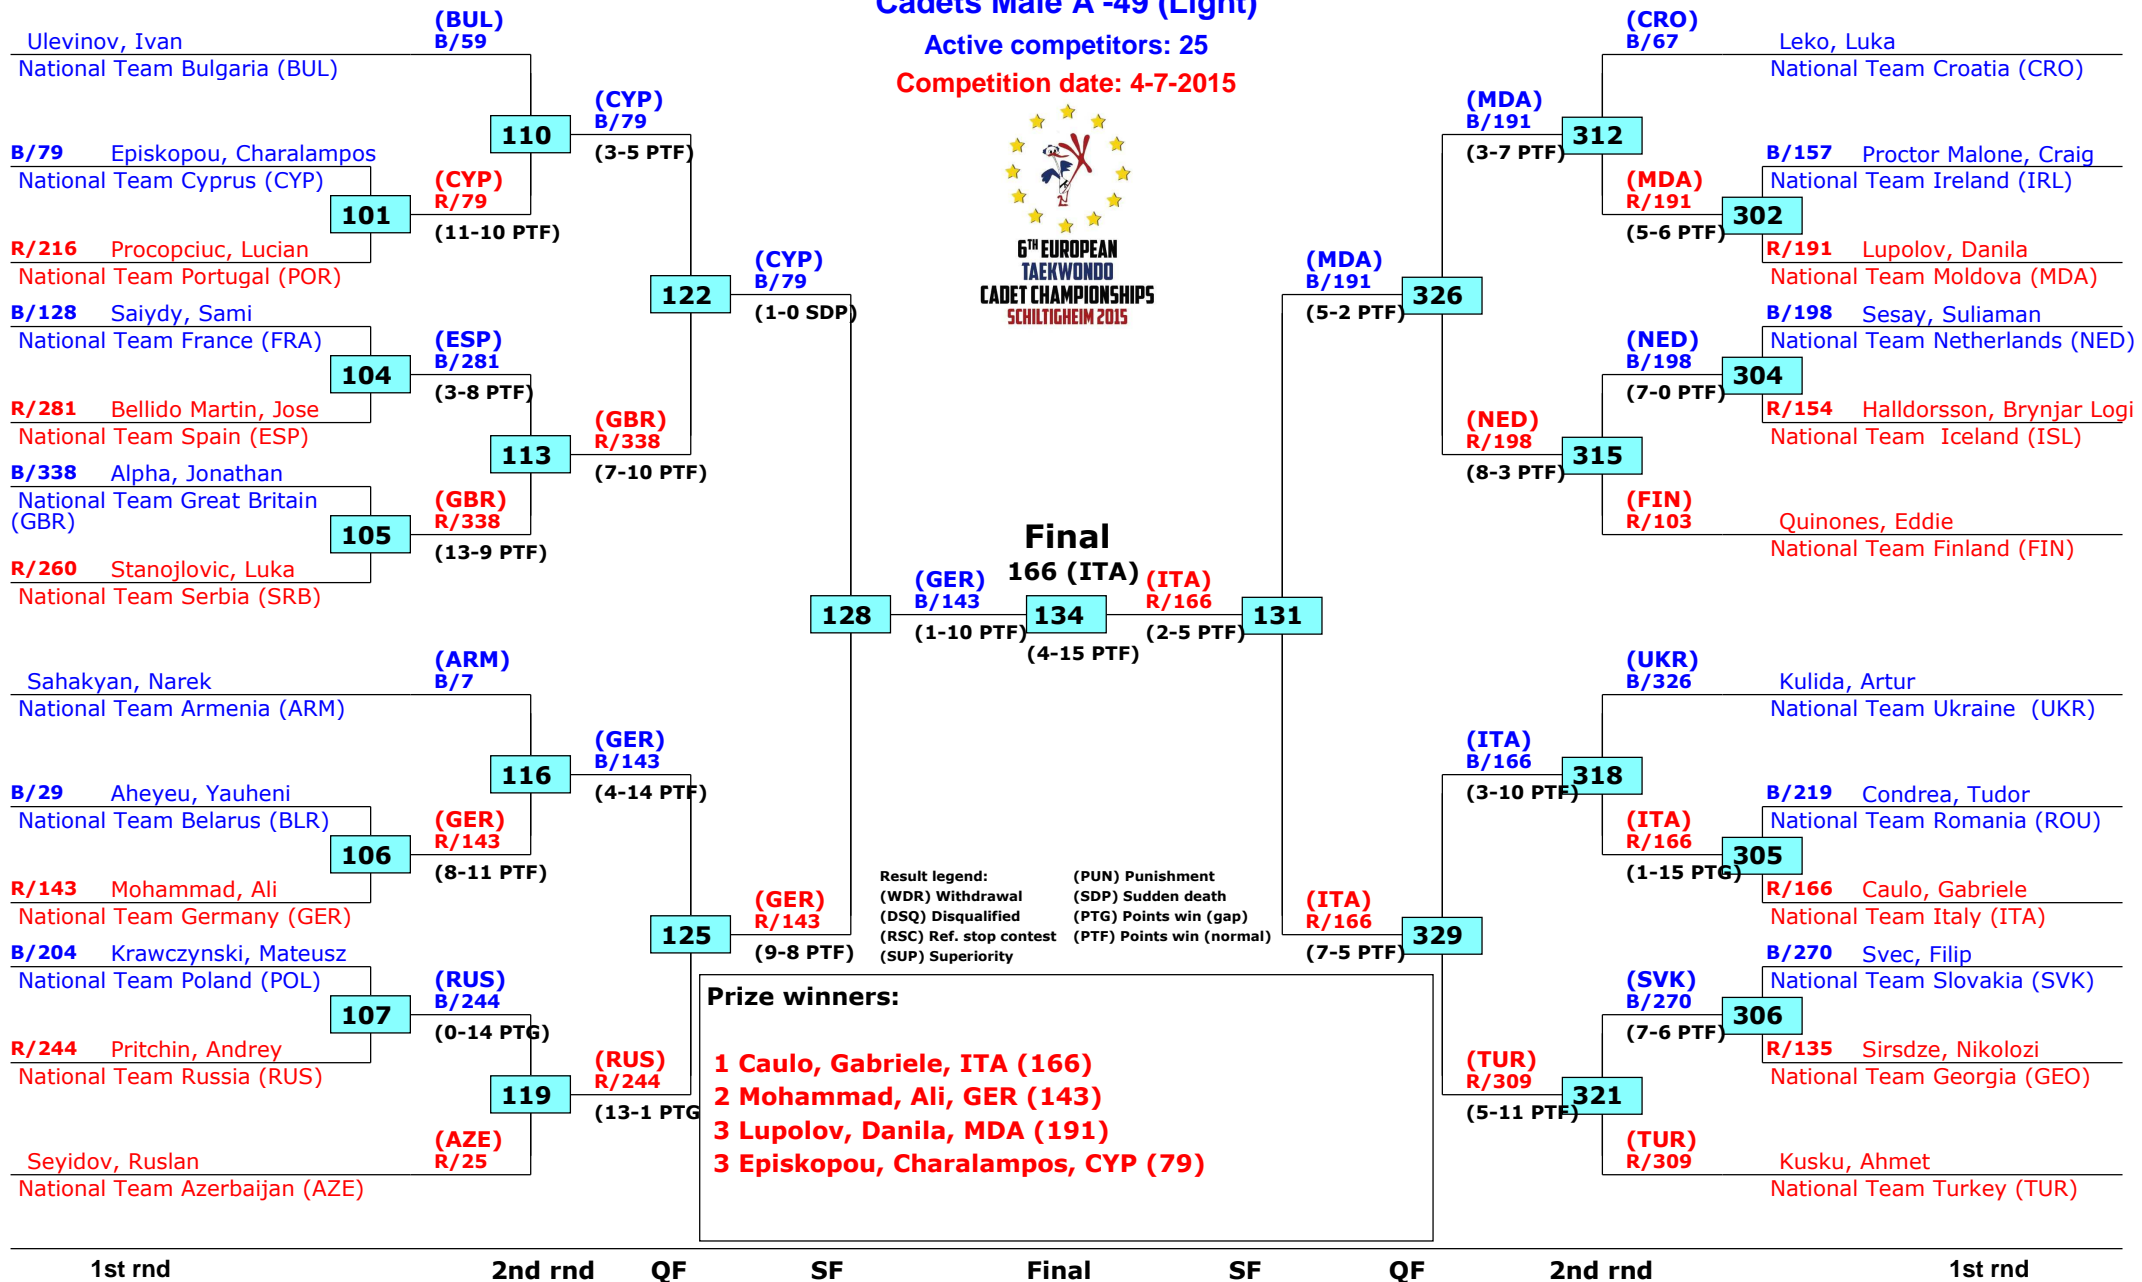 Cadets Male A -49 (Light)
Active competitors: 25
Competition date: 4-7-2015
6TH EUROPEAN
TAEKWONDO
CADET CHAMPIONSHIPS
SCHILTIGHEIM 2015
Ulevinov, Ivan
National Team Bulgaria (BUL)
(BUL)
B/59
B/79 Episkopou, Charalampos
National Team Cyprus (CYP)
101
R/216 Procopciuc, Lucian
National Team Portugal (POR)
(CYP)
R/79
(11-10 PTF)
110
(CYP)
B/79
(3-5 PTF)
B/128 Saiydy, Sami
National Team France (FRA)
104
R/281 Bellido Martin, Jose
National Team Spain (ESP)
(ESP)
B/281
(3-8 PTF)
B/338 Alpha, Jonathan
National Team Great Britain
(GBR)
105
R/260 Stanojlovic, Luka
National Team Serbia (SRB)
(GBR)
R/338
(13-9 PTF)
113
(GBR)
R/338
(7-10 PTF)
122
(CYP)
B/79
(1-0 SDP)
Sahakyan, Narek
National Team Armenia (ARM)
(ARM)
B/7
B/29 Aheyeu, Yauheni
National Team Belarus (BLR)
106
R/143 Mohammad, Ali
National Team Germany (GER)
(GER)
R/143
(8-11 PTF)
116
(GER)
B/143
(4-14 PTF)
B/204 Krawczynski, Mateusz
National Team Poland (POL)
107
R/244 Pritchin, Andrey
National Team Russia (RUS)
(RUS)
B/244
(0-14 PTG)
Seyidov, Ruslan
National Team Azerbaijan (AZE)
(AZE)
R/25
119
(RUS)
R/244
(13-1 PTG
125
(GER)
R/143
(9-8 PTF)
128
(GER)
B/143
(1-10 PTF)
Final
166 (ITA)
134
(4-15 PTF)
(ITA)
R/166
(2-5 PTF)
131
(MDA)
B/191
(5-2 PTF)
326
(MDA)
B/191
(3-7 PTF)
312
(CRO)
B/67
Leko, Luka
National Team Croatia (CRO)
(MDA)
R/191
(5-6 PTF)
302
B/157 Proctor Malone, Craig
National Team Ireland (IRL)
R/191 Lupolov, Danila
National Team Moldova (MDA)
(NED)
R/198
(8-3 PTF)
315
(NED)
B/198
(7-0 PTF)
304
B/198 Sesay, Suliaman
National Team Netherlands (NED)
R/154 Halldorsson, Brynjar Logi
National Team Iceland (ISL)
(FIN)
R/103
Quinones, Eddie
National Team Finland (FIN)
(ITA)
R/166
(7-5 PTF)
329
(ITA)
B/166
(3-10 PTF)
318
(UKR)
B/326
Kulida, Artur
National Team Ukraine (UKR)
(ITA)
R/166
(1-15 PTG)
305
B/219 Condrea, Tudor
National Team Romania (ROU)
R/166 Caulo, Gabriele
National Team Italy (ITA)
(TUR)
R/309
(5-11 PTF)
321
(SVK)
B/270
(7-6 PTF)
306
B/270 Svec, Filip
National Team Slovakia (SVK)
R/135 Sirsdze, Nikolozi
National Team Georgia (GEO)
(TUR)
R/309
Kusku, Ahmet
National Team Turkey (TUR)
Result legend:
(WDR) Withdrawal
(DSQ) Disqualified
(RSC) Ref. stop contest
(SUP) Superiority
(PUN) Punishment
(SDP) Sudden death
(PTG) Points win (gap)
(PTF) Points win (normal)
Prize winners:
1 Caulo, Gabriele, ITA (166)
2 Mohammad, Ali, GER (143)
3 Lupolov, Danila, MDA (191)
3 Episkopou, Charalampos, CYP (79)
1st rnd 2nd rnd QF SF Final SF QF 2nd rnd 1st rnd